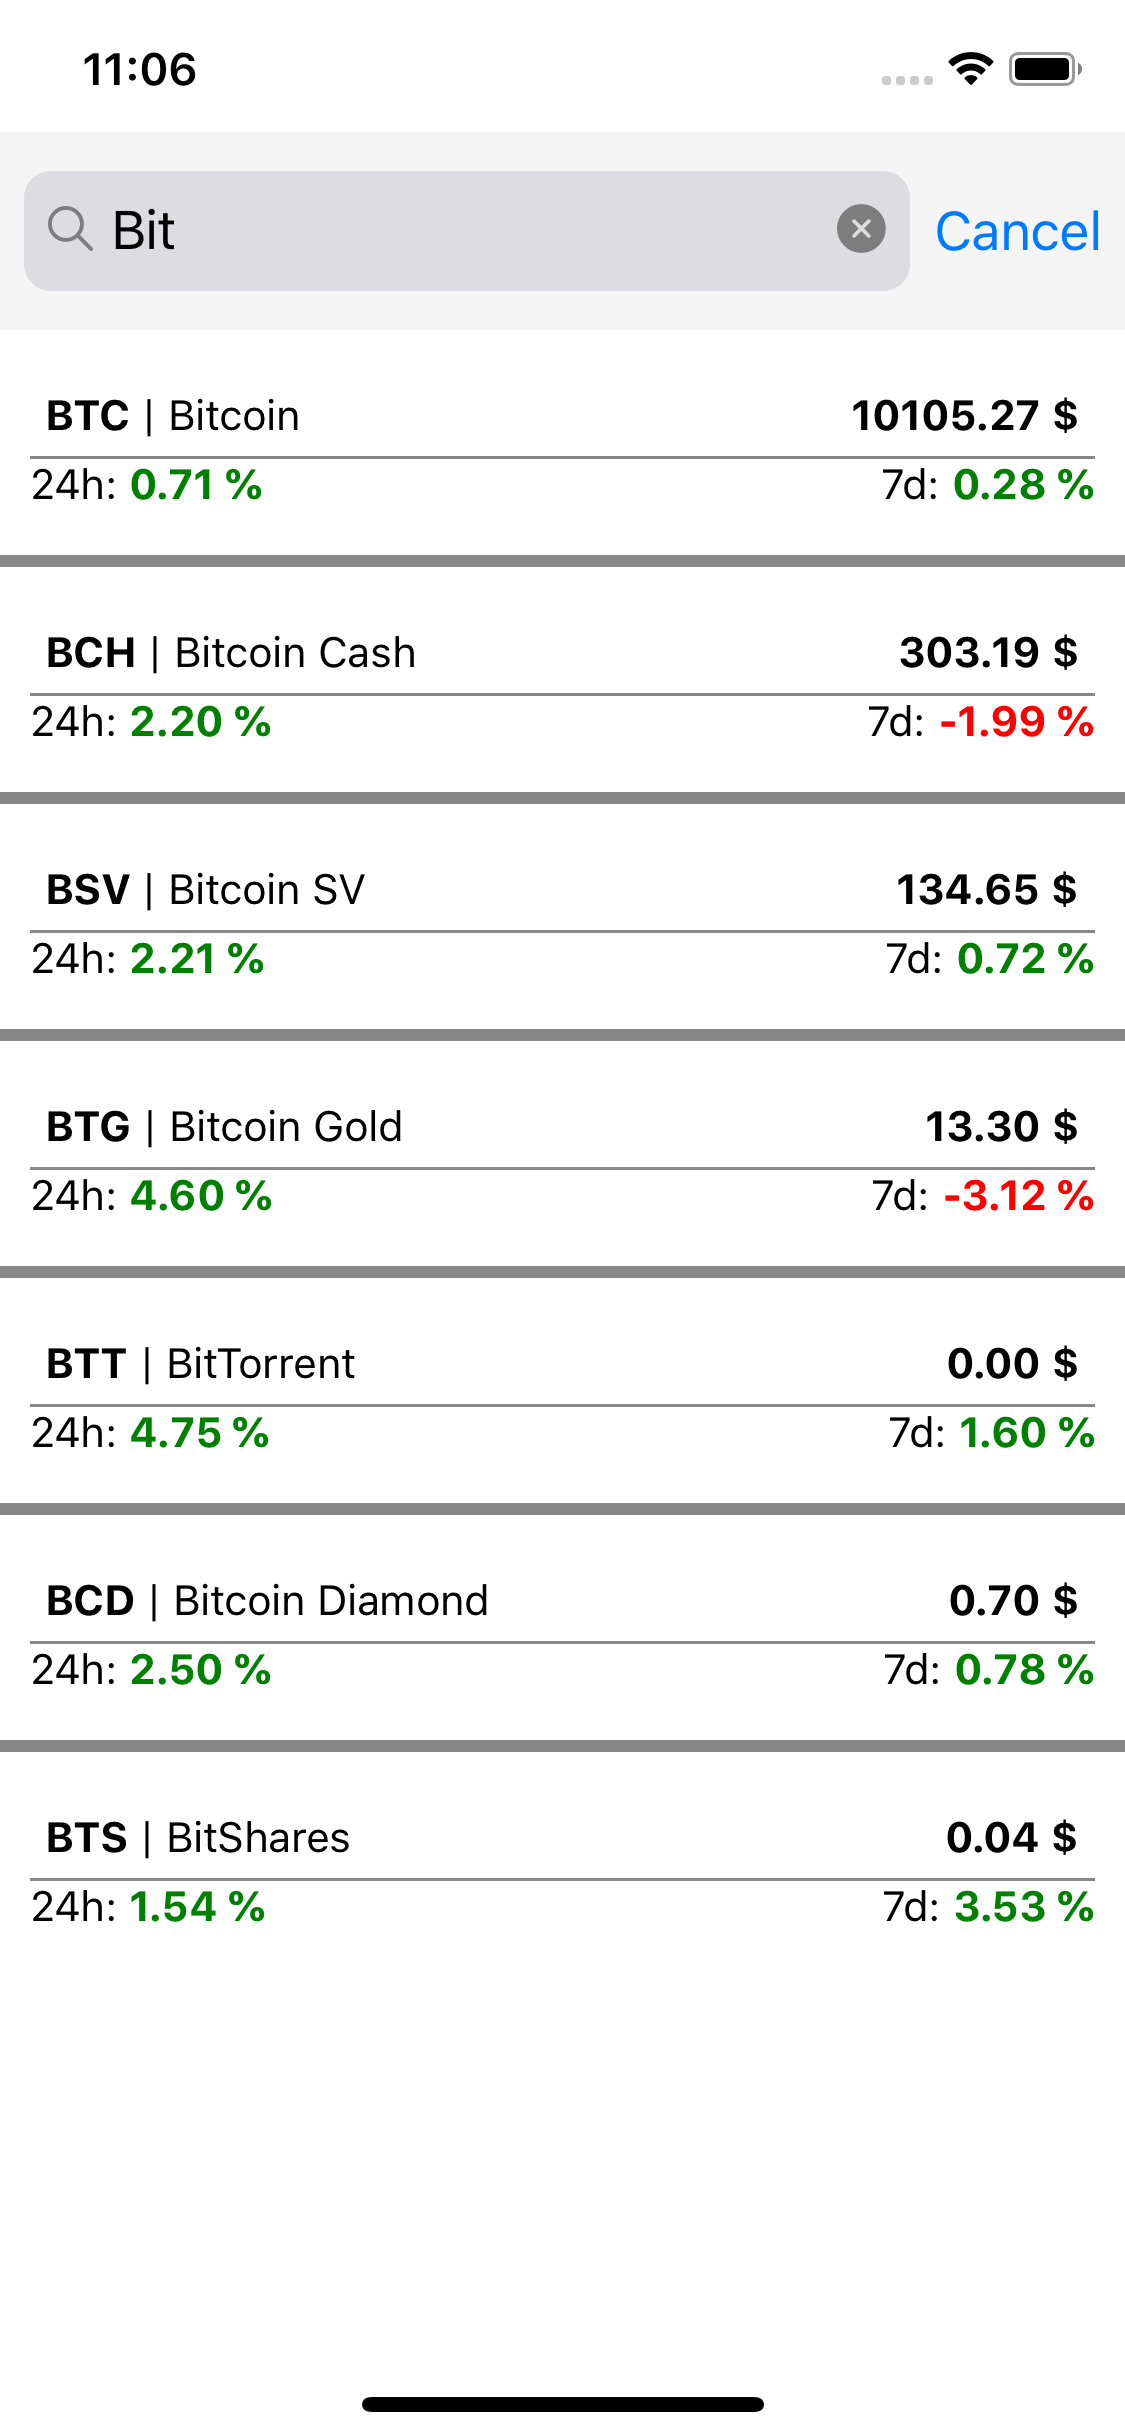 11:06
Bit Cancel
BTC | Bitcoin 10105.27 $
24h: 0.71 % 7d: 0.28 %
BCH | Bitcoin Cash 303.19 $
24h: 2.20 % 7d: -1.99 %
BSV | Bitcoin SV 134.65 $
24h: 2.21 % 7d: 0.72 %
BTG | Bitcoin Gold 13.30 $
24h: 4.60 % 7d: -3.12 %
BTT | BitTorrent 0.00 $
24h: 4.75 % 7d: 1.60 %
BCD | Bitcoin Diamond 0.70 $
24h: 2.50 % 7d: 0.78 %
BTS | BitShares 0.04 $
24h: 1.54 % 7d: 3.53 %